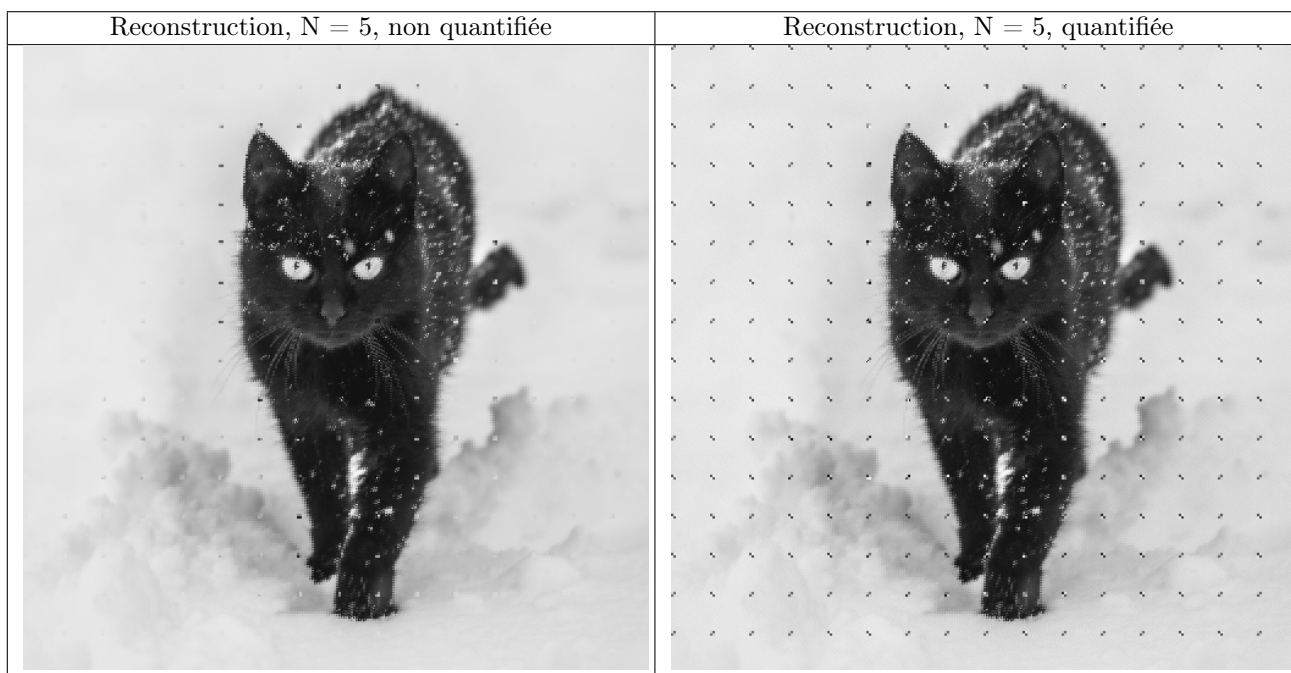 Reconstruction, N = 5, non quantifiée
Reconstruction, N = 5, quantifiée